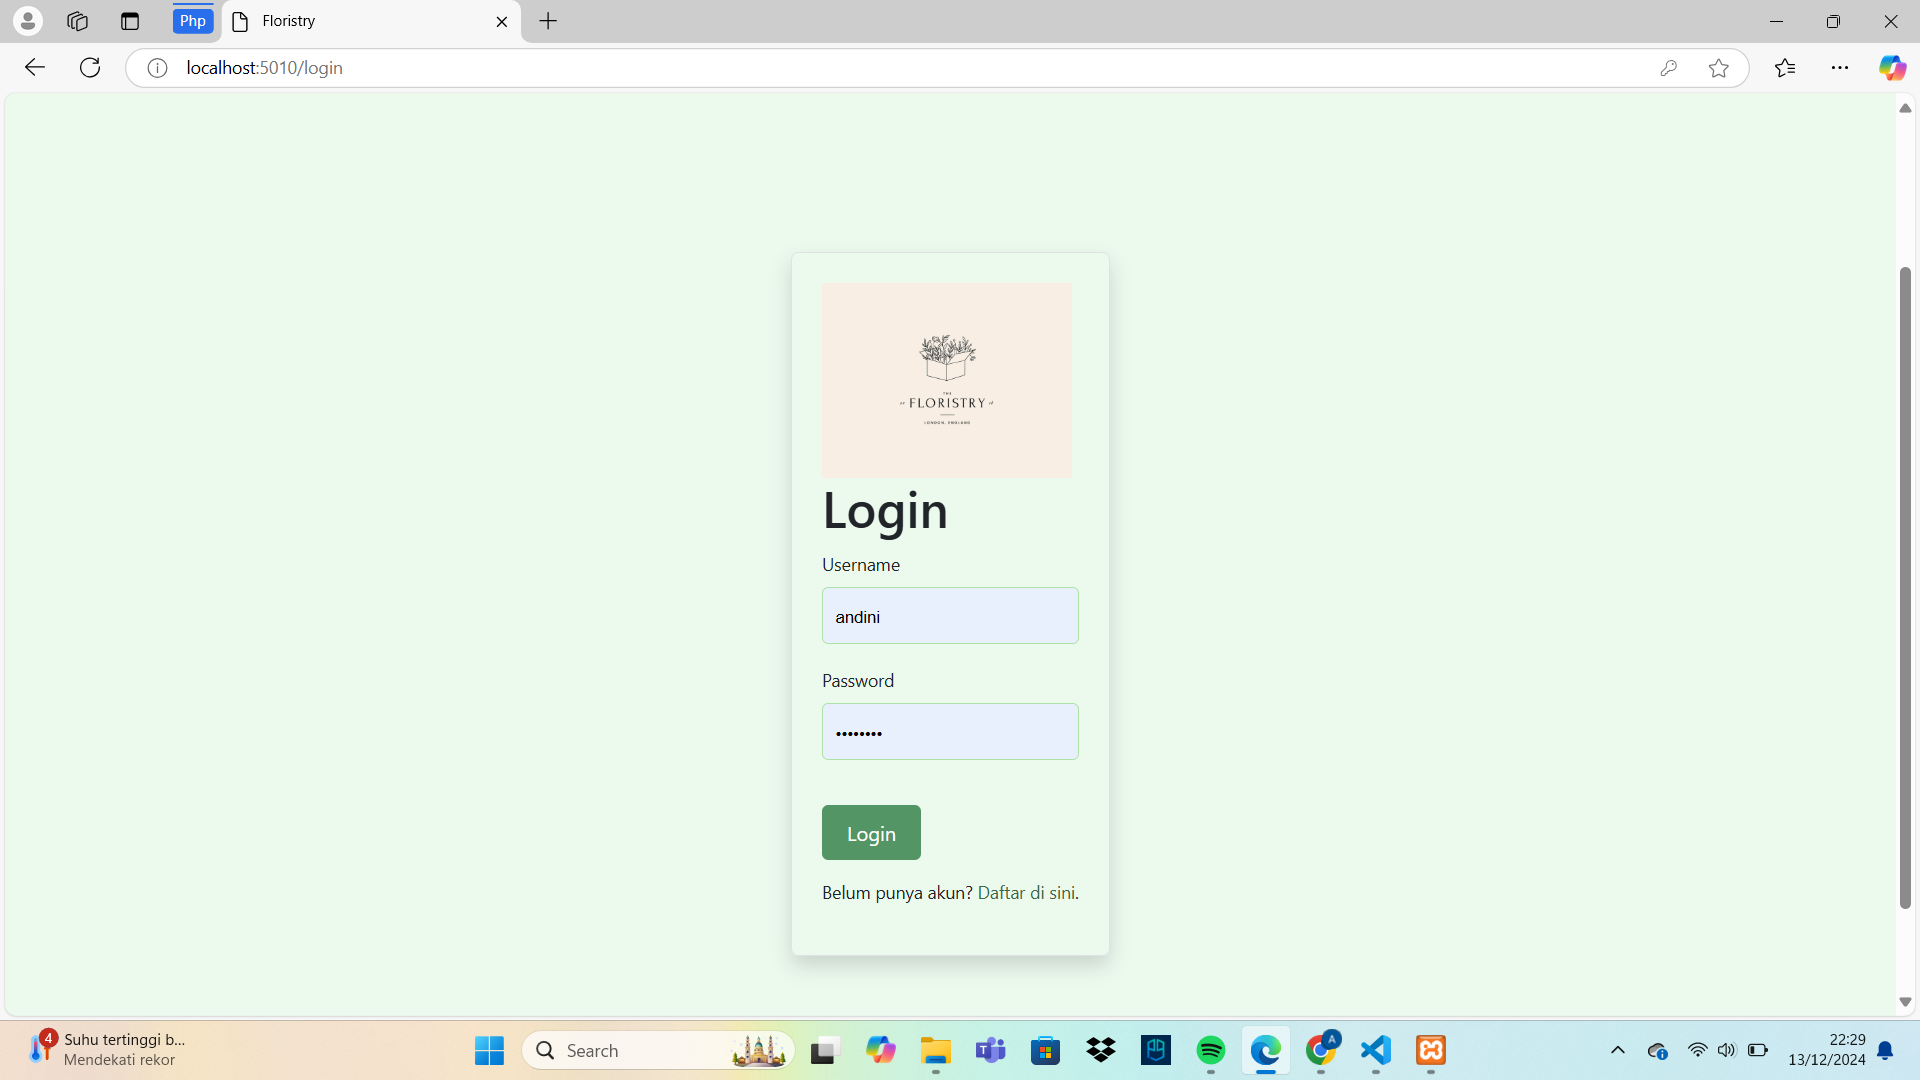 Php
Floristry
localhost:5010/login
THE
FLORISTRY
LONDON, ENGLAND
Login
Username
andini
Password
••••••••
Login
Belum punya akun? Daftar di sini.
4
Suhu tertinggi b...
Mendekati rekor
Search
A
22:29
13/12/2024